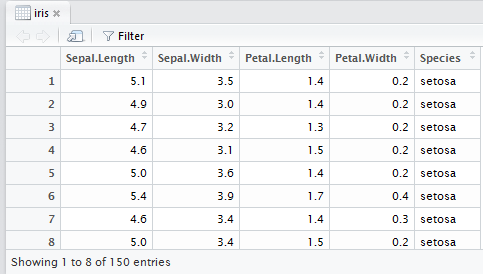 iris
Filter
Sepal.Length Sepal.Width Petal.Length Petal.Width Species
1 5.1 3.5 1.4 0.2 setosa
2 4.9 3.0 1.4 0.2 setosa
3 4.7 3.2 1.3 0.2 setosa
4 4.6 3.1 1.5 0.2 setosa
5 5.0 3.6 1.4 0.2 setosa
6 5.4 3.9 1.7 0.4 setosa
7 4.6 3.4 1.4 0.3 setosa
8 5.0 3.4 1.5 0.2 setosa
Showing 1 to 8 of 150 entries